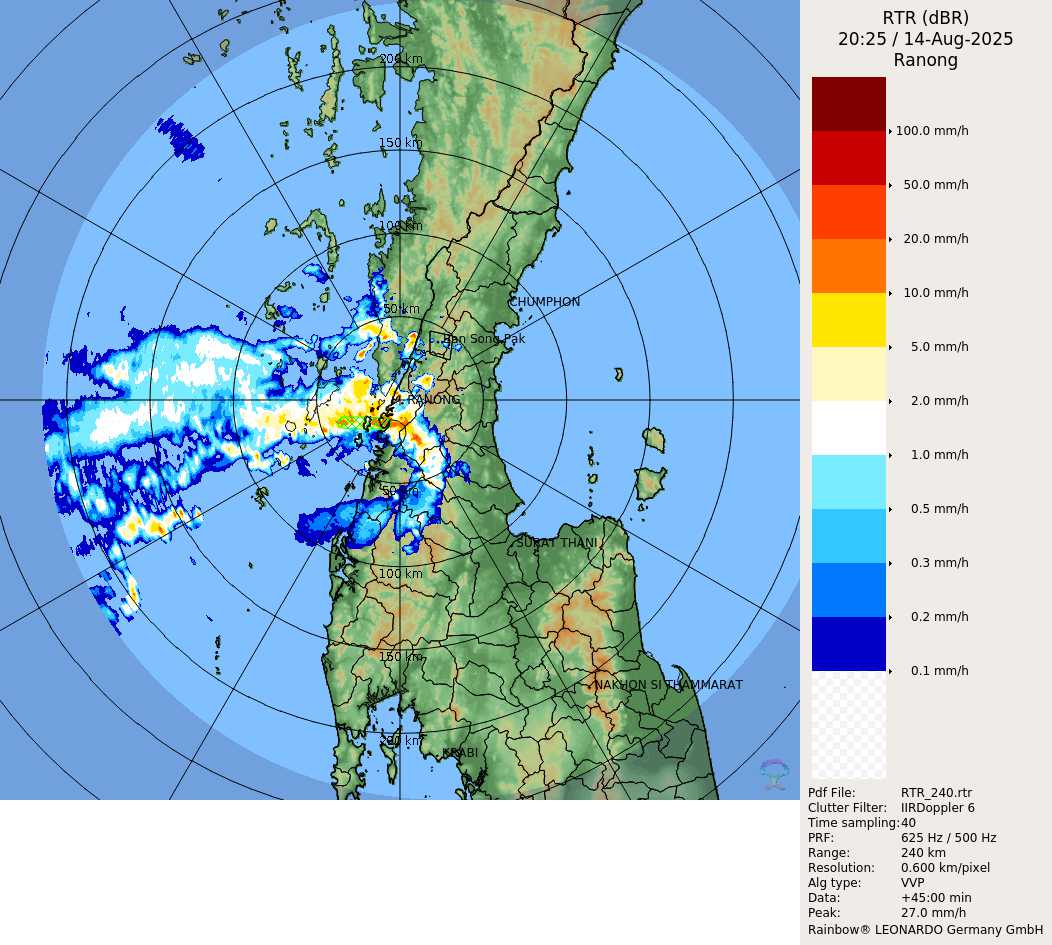 200 km
150 km
100 km
CHUMPHON
50 km
Ban Song Pak
RANONG
50 km
SURAT THANI
100 km
150 km
NAKHON SI THAMMARAT
200 km
KRABI
RTR (dBR)
20:25 / 14-Aug-2025
Ranong
100.0 mm/h
50.0 mm/h
20.0 mm/h
10.0 mm/h
5.0 mm/h
2.0 mm/h
1.0 mm/h
0.5 mm/h
0.3 mm/h
0.2 mm/h
0.1 mm/h
Pdf File: RTR_240.rtr
Clutter Filter: IIRDoppler 6
Time sampling:40
PRF: 625 Hz / 500 Hz
Range: 240 km
Resolution: 0.600 km/pixel
Alg type: VVP
Data: +45:00 min
Peak: 27.0 mm/h
Rainbow® LEONARDO Germany GmbH